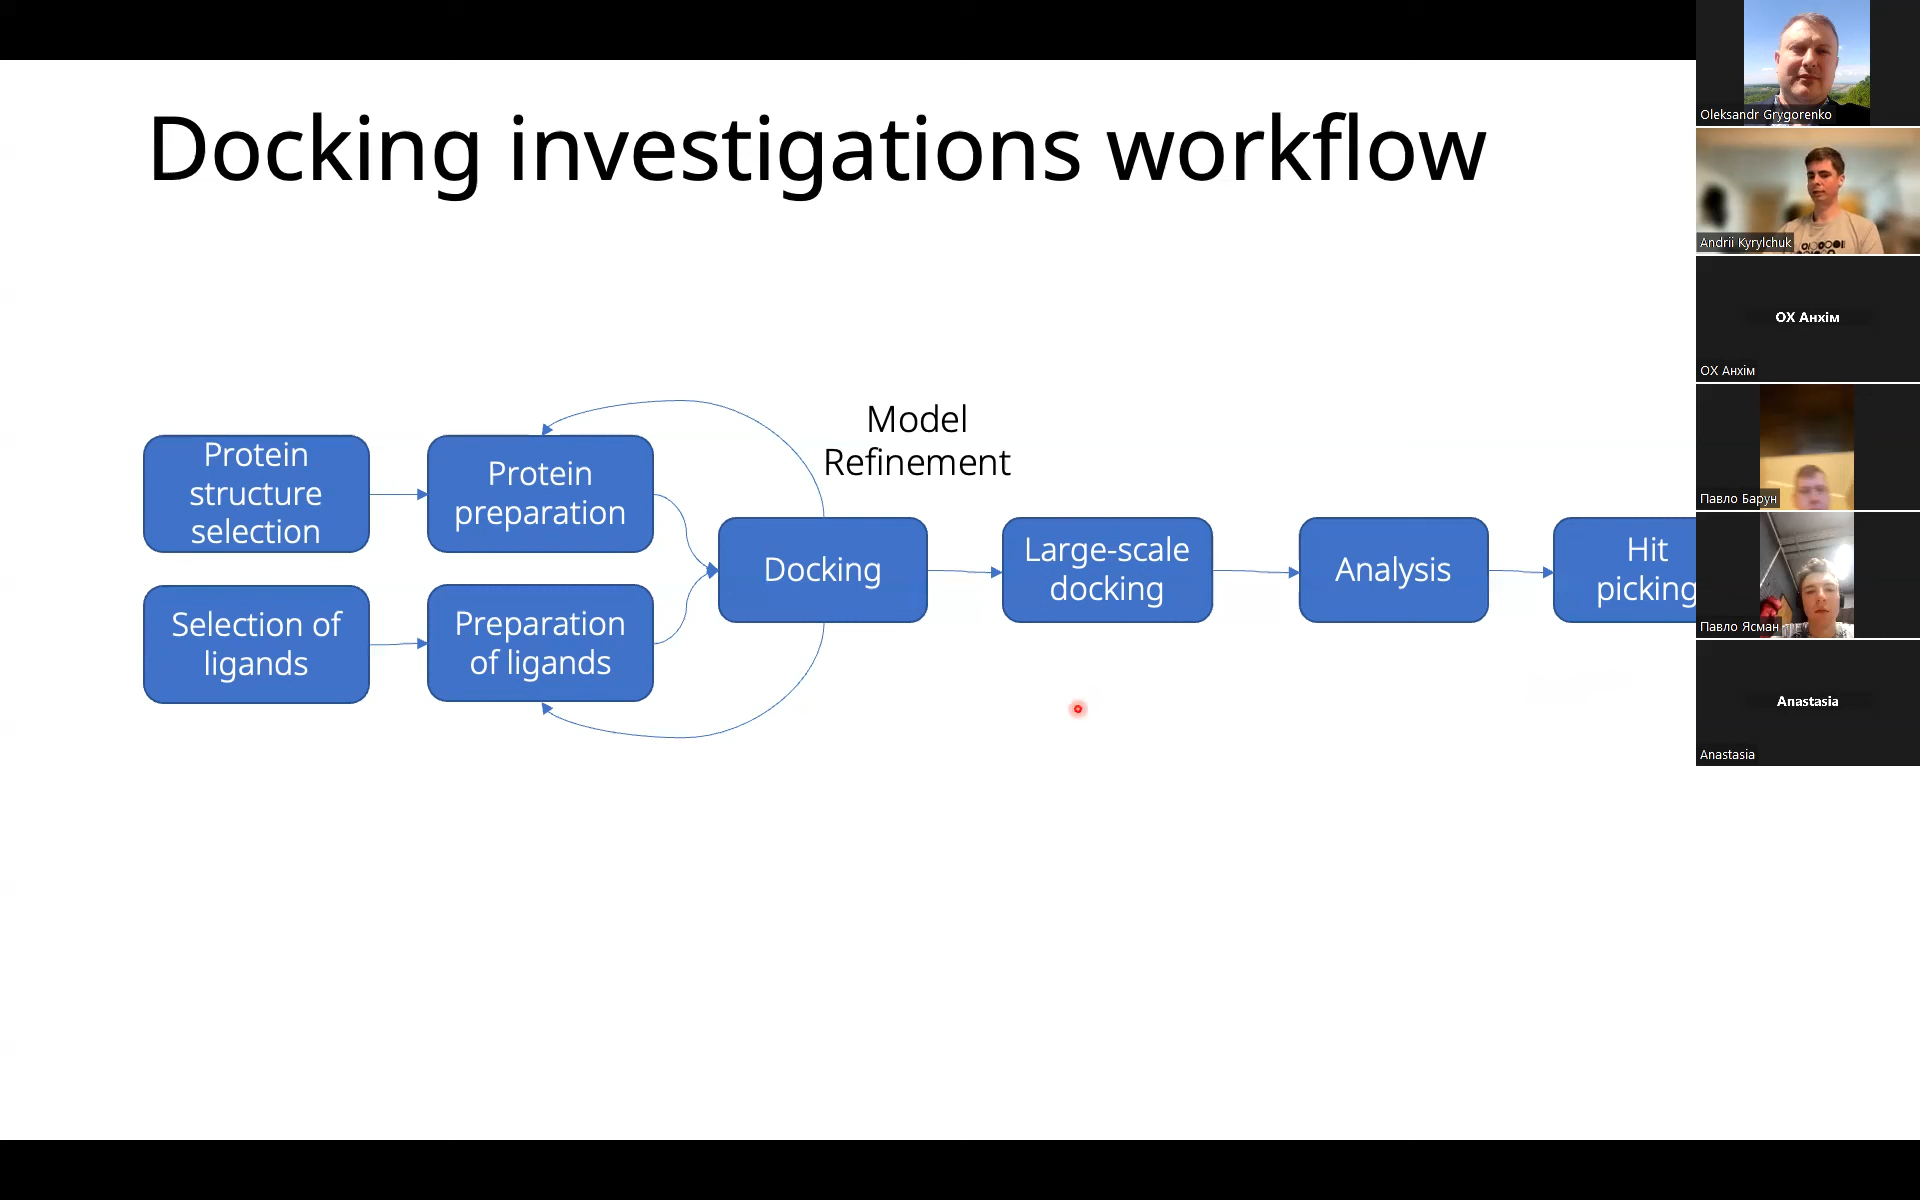 Docking investigations workflow
Model
Refinement
Protein
structure
selection
Protein
preparation
Selection of
ligands
Preparation
of ligands
Docking
Large-scale
docking
Analysis
Hit
picking
Oleksandr Grygorenko
Andrii Kyrylchuk
ОХ Анхім
ОХ Анхім
Павло Барун
Павло Ясман
Anastasia
Anastasia